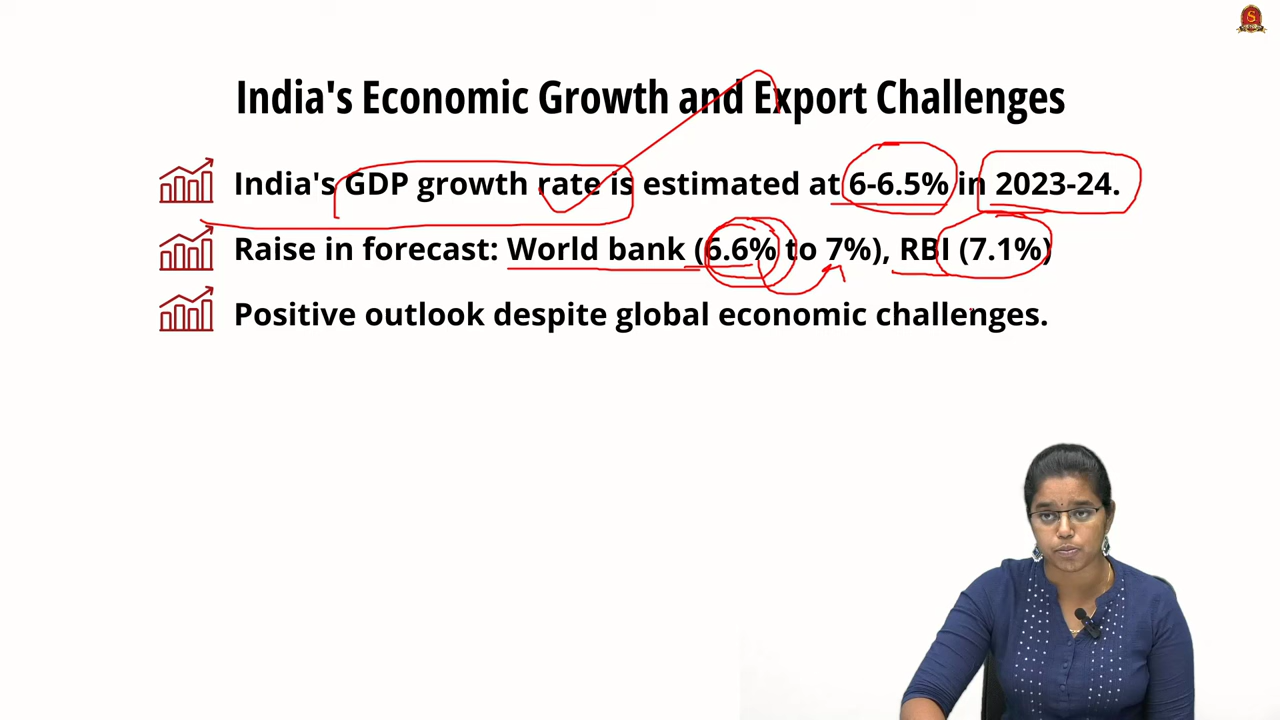 India's Economic Growth and Export Challenges
India's GDP growth rate is estimated at 6-6.5% in 2023-24.
Raise in forecast: World bank (6.6% to 7%), RBI (7.1%)
Positive outlook despite global economic challenges.